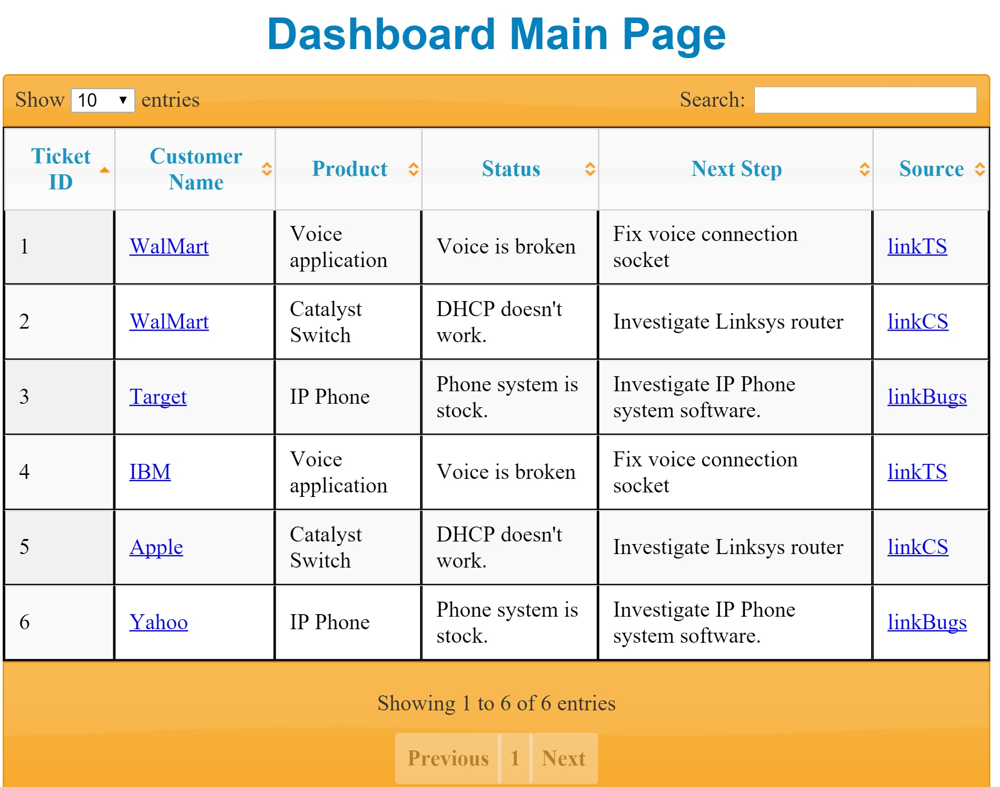 Dashboard Main Page
Show 10 entries Search:
Ticket ID Customer Name Product Status Next Step Source
1 WalMart Voice application Voice is broken Fix voice connection socket linkTS
2 WalMart Catalyst Switch DHCP doesn't work. Investigate Linksys router linkCS
3 Target IP Phone Phone system is stock. Investigate IP Phone system software. linkBugs
4 IBM Voice application Voice is broken Fix voice connection socket linkTS
5 Apple Catalyst Switch DHCP doesn't work. Investigate Linksys router linkCS
6 Yahoo IP Phone Phone system is stock. Investigate IP Phone system software. linkBugs
Showing 1 to 6 of 6 entries
Previous 1 Next